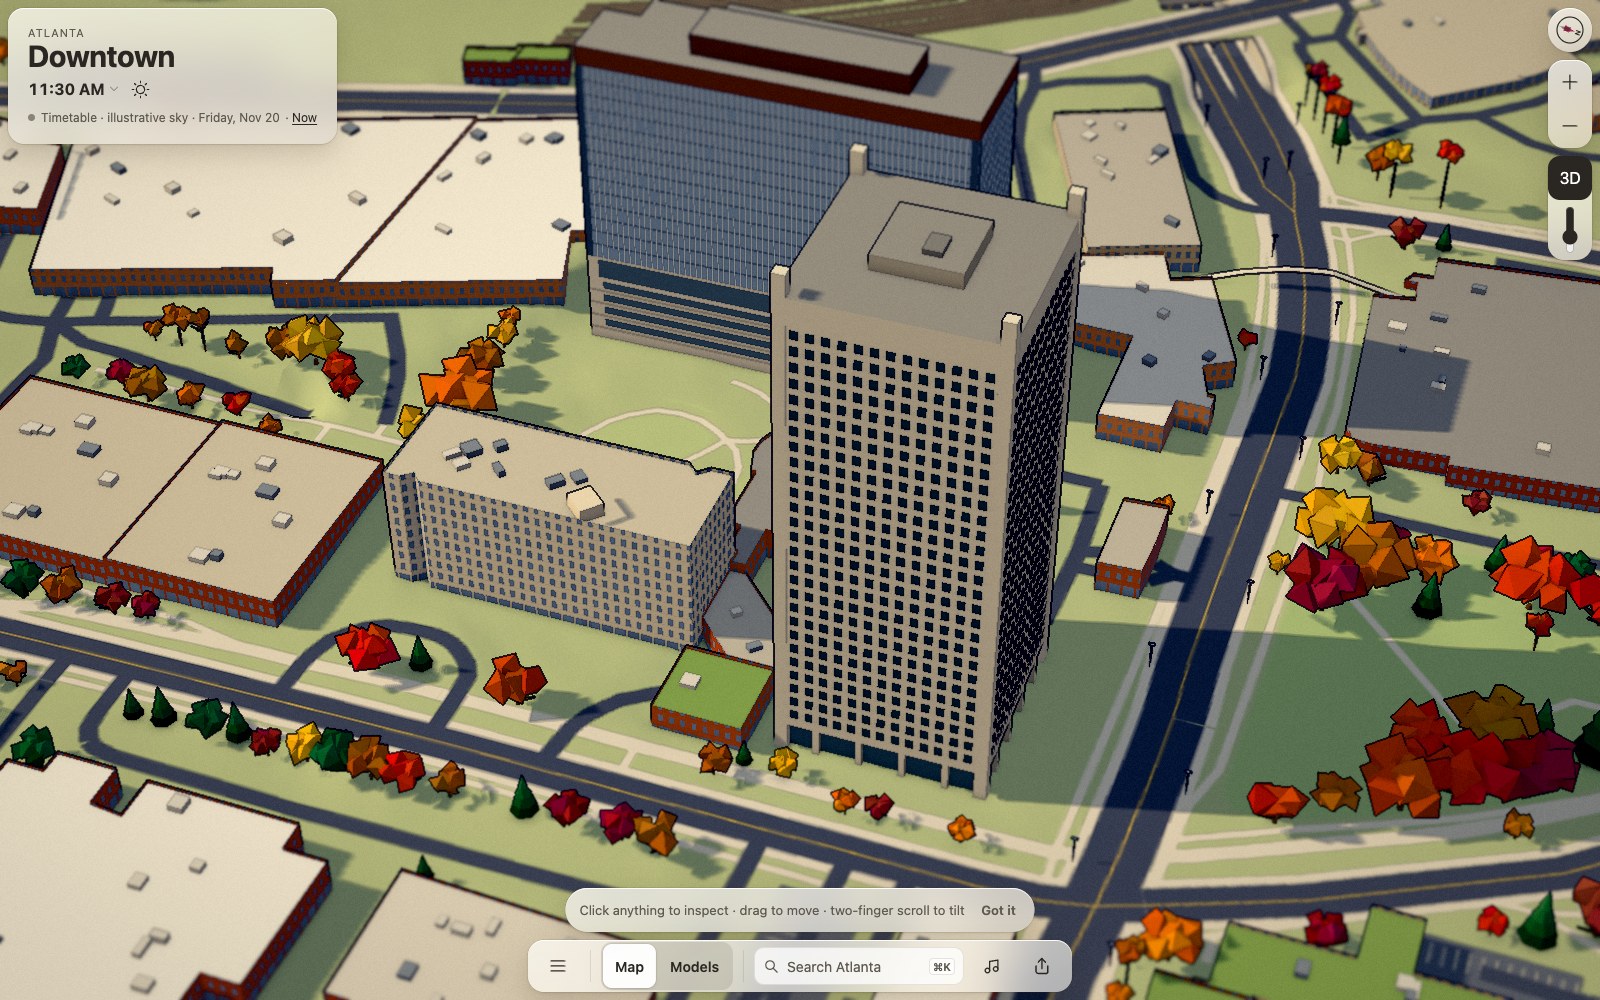 ATLANTA
Downtown
11:30 AM
Timetable · illustrative sky · Friday, Nov 20 · Now
3D
Click anything to inspect · drag to move · two-finger scroll to tilt Got it
Map Models Search Atlanta ⌘K